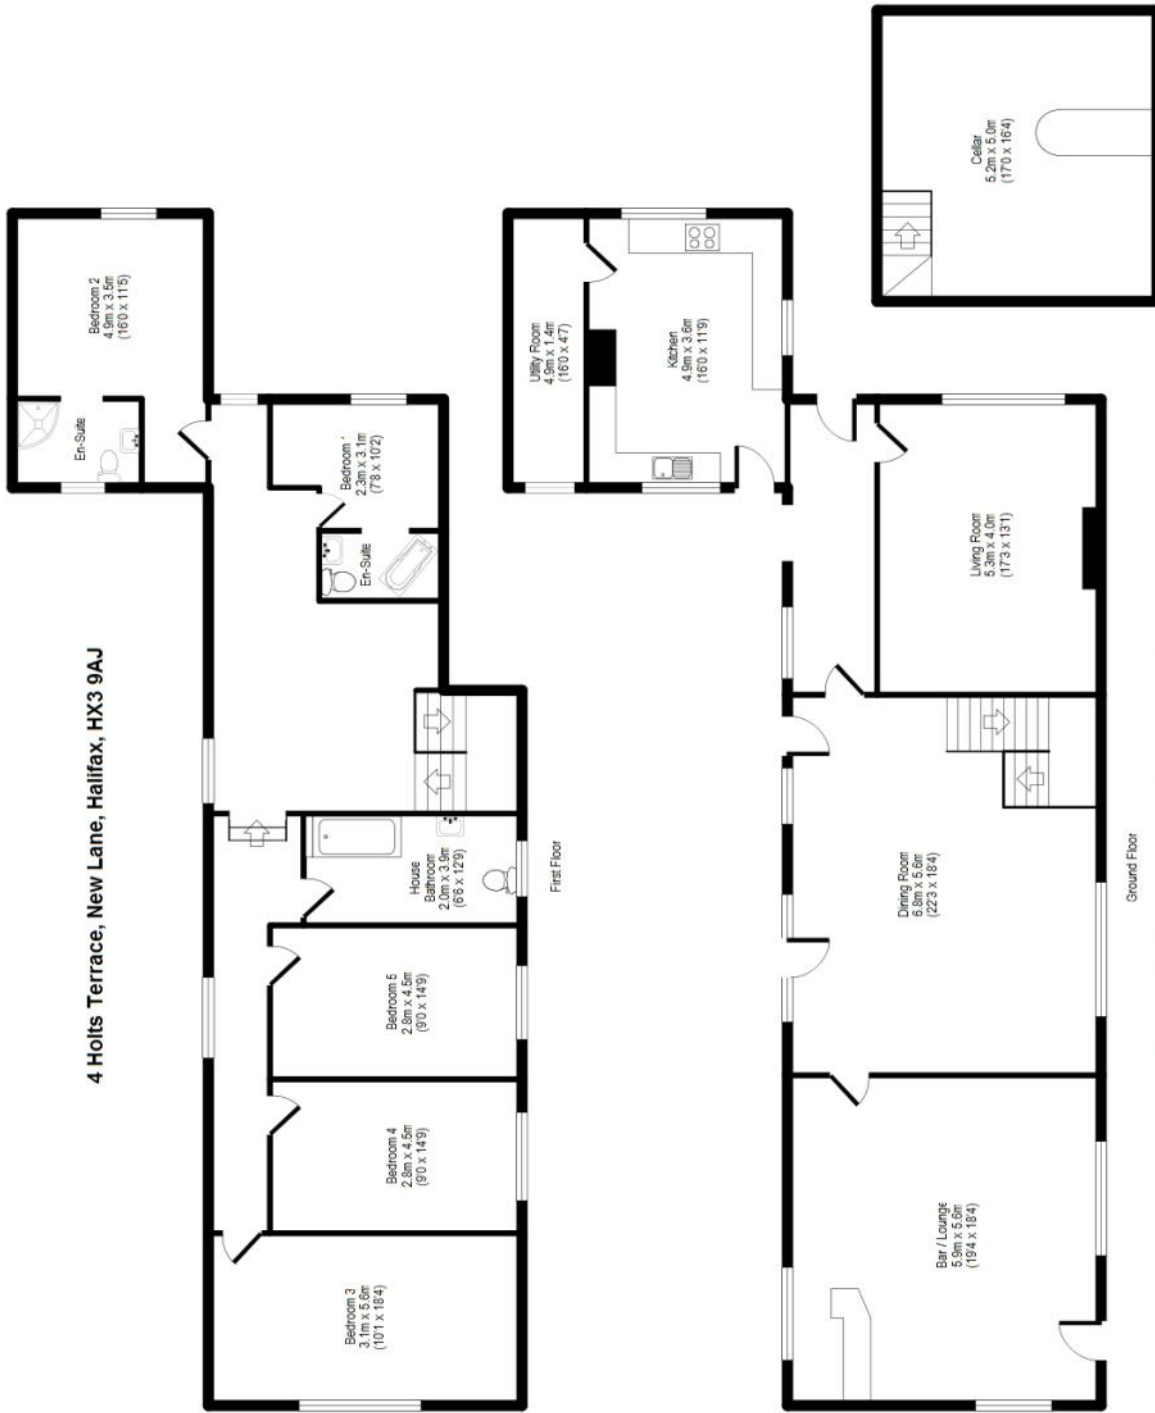 4 Holts Terrace, New Lane, Halifax, HX3 9AJ
Bedroom 2
4.9m x 3.5m
(16'0 x 11'5)
En-Suite
Bedroom
2.3m x 3.1m
(7'8 x 10'2)
En-Suite
House
Bathroom
2.0m x 3.9m
(6'6 x 12'9)
Bedroom 5
2.8m x 4.5m
(9'0 x 14'9)
Bedroom 4
2.8m x 4.5m
(9'0 x 14'9)
Bedroom 3
3.1m x 5.6m
(10'1 x 18'4)
First Floor
Utility Room
4.9m x 1.4m
(16'0 x 4'7)
Kitchen
4.9m x 3.6m
(16'0 x 11'9)
Living Room
5.3m x 4.0m
(17'3 x 13'1)
Dining Room
6.8m x 5.6m
(22'3 x 18'4)
Bar / Lounge
5.9m x 5.6m
(19'4 x 18'4)
Ground Floor
Cellar
5.2m x 5.0m
(17'0 x 16'4)